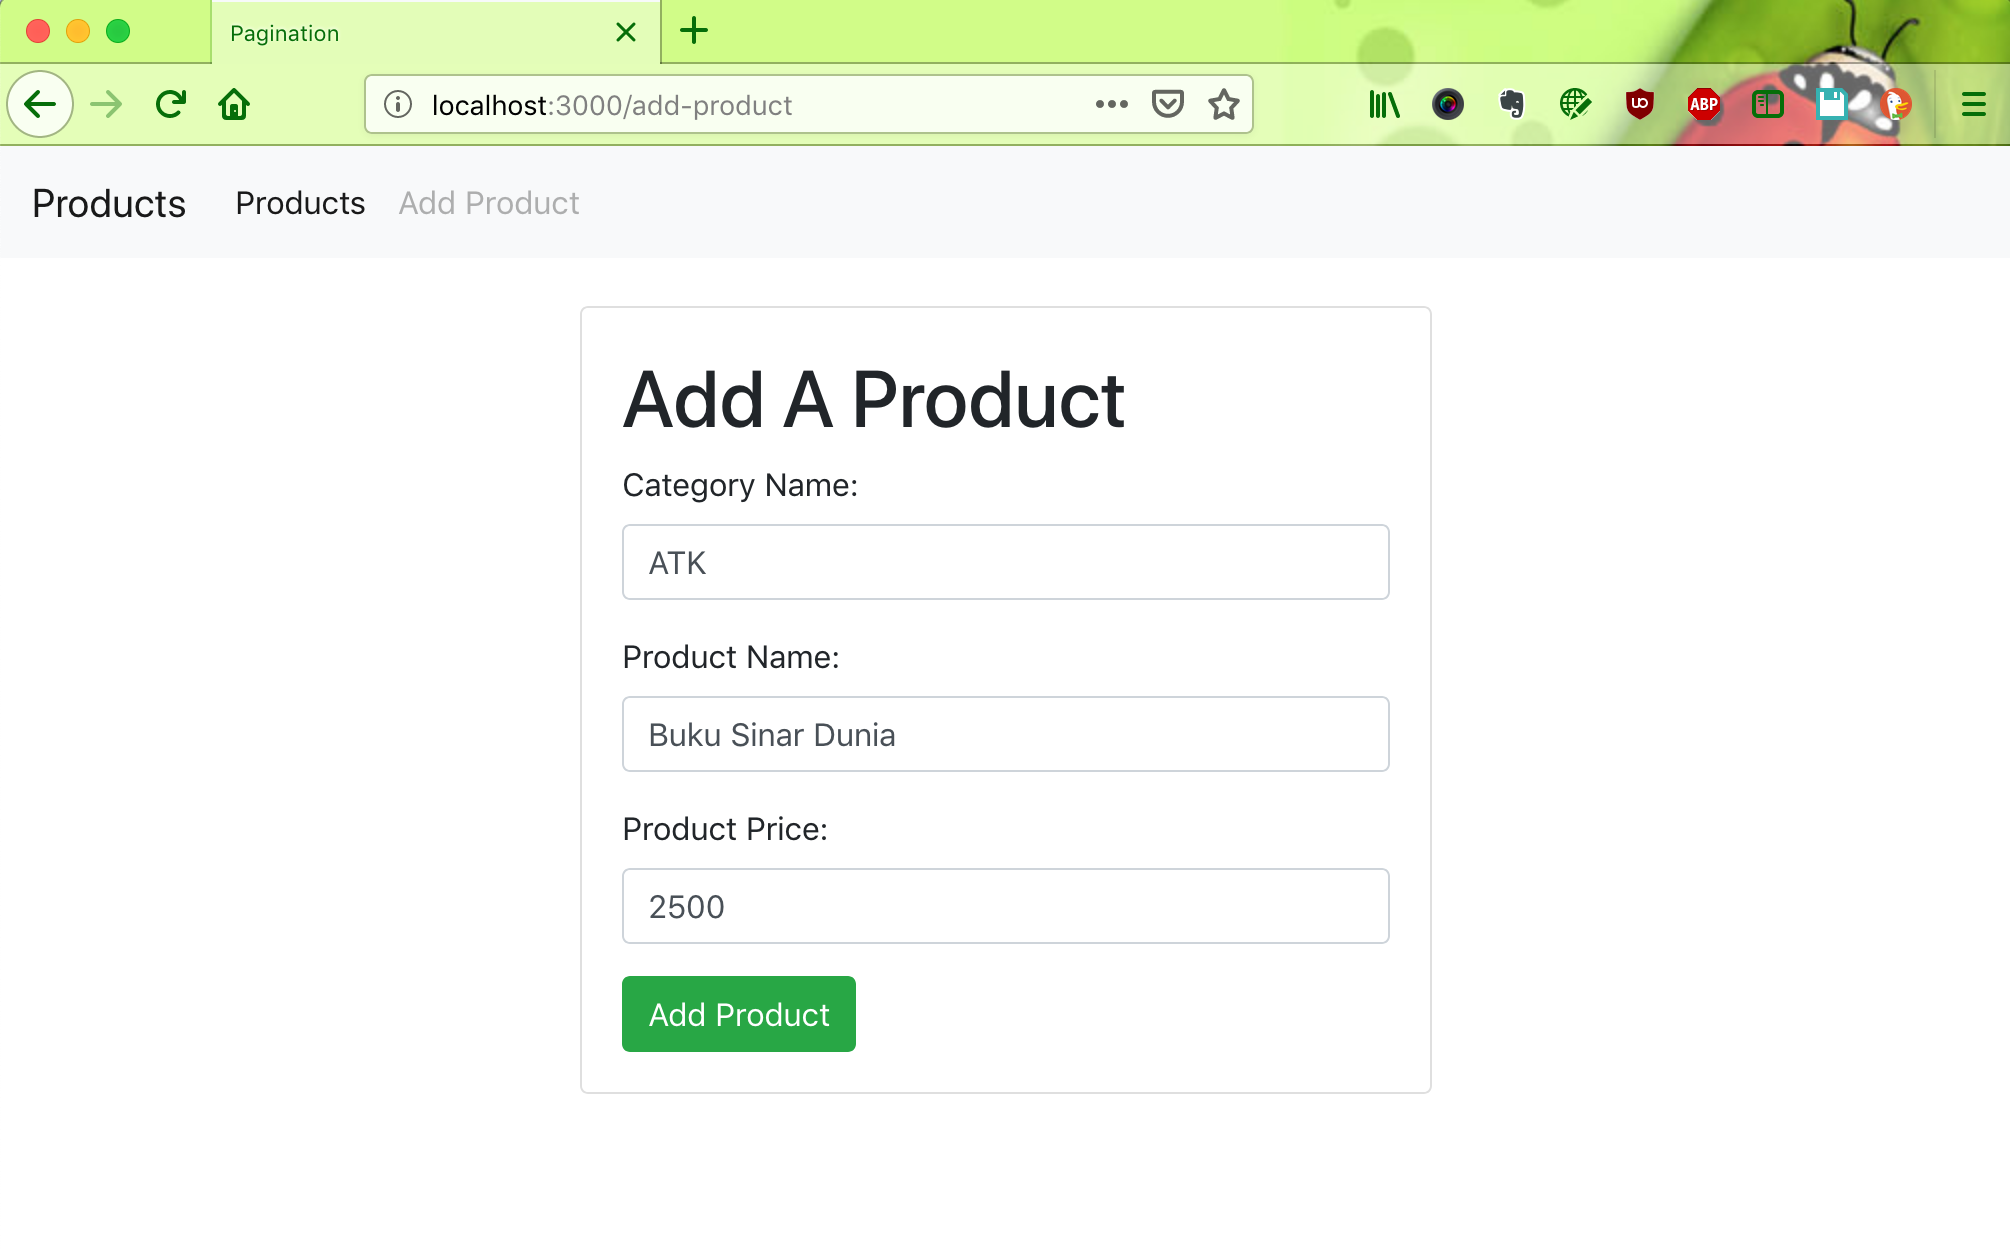 Pagination
localhost:3000/add-product
UO
ABP
Products Products Add Product
Add A Product
Category Name:
ATK
Product Name:
Buku Sinar Dunia
Product Price:
2500
Add Product